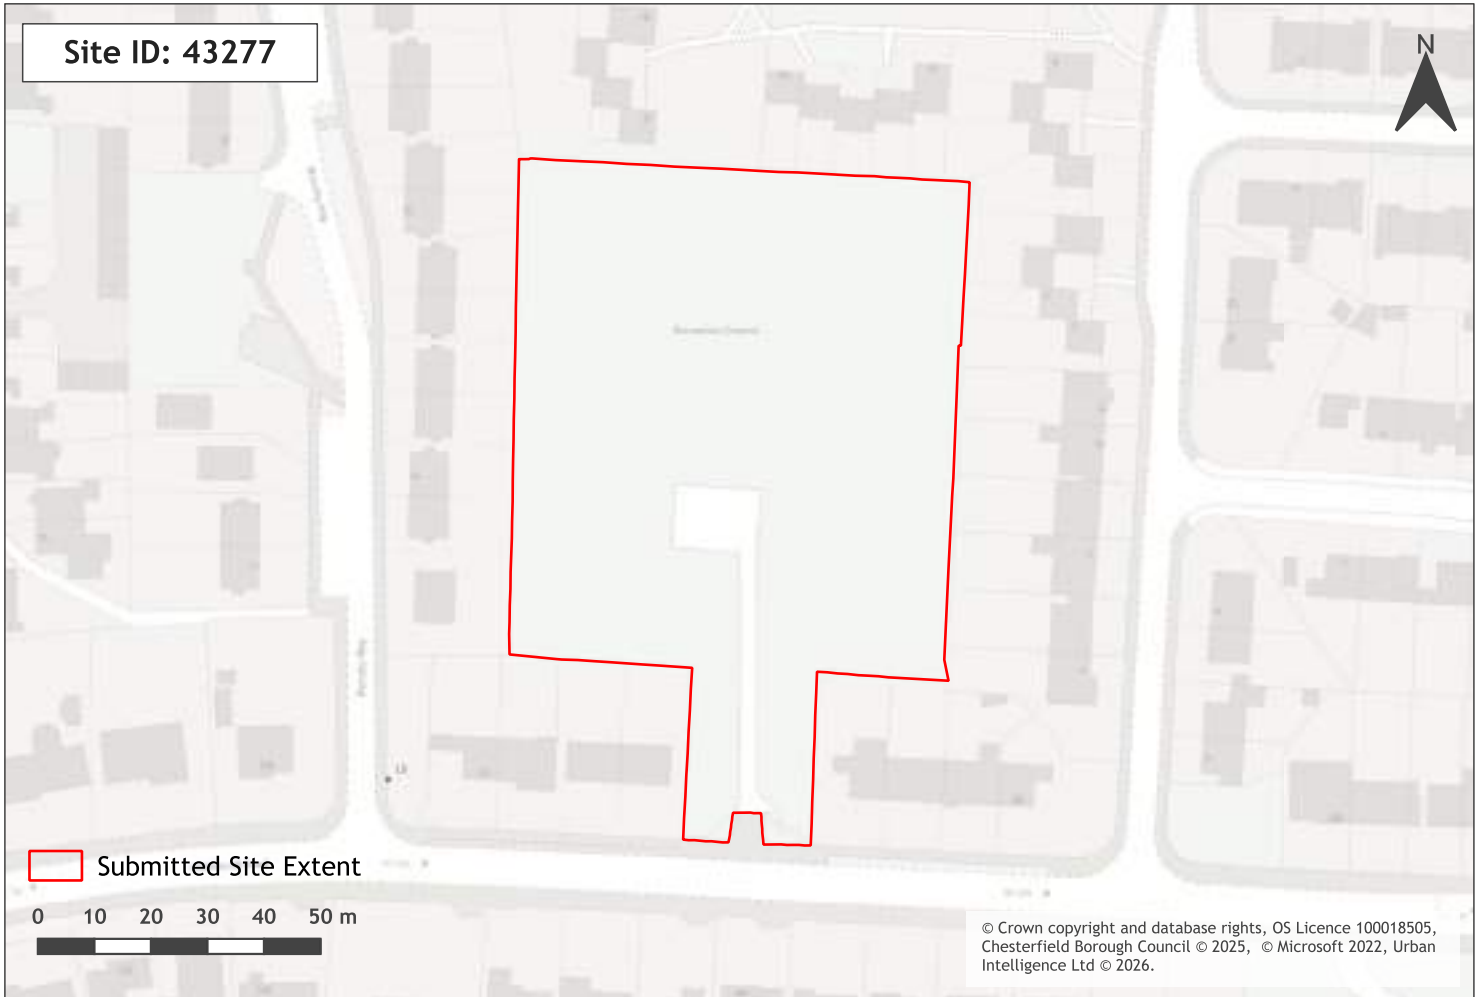 Site ID: 43277
N
Submitted Site Extent
0 10 20 30 40 50 m
© Crown copyright and database rights, OS Licence 100018505,
Chesterfield Borough Council © 2025, © Microsoft 2022, Urban
Intelligence Ltd © 2026.